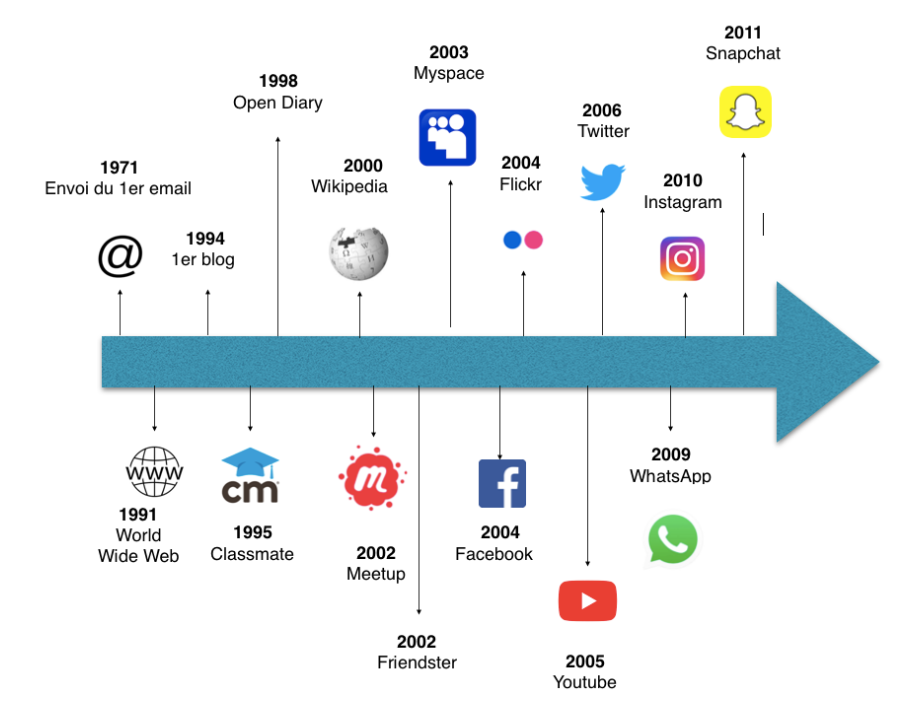 2011
Snapchat
2003
Myspace
1998
Open Diary
2006
Twitter
1971
Envoi du 1er email
2000
Wikipedia
2004
Flickr
2010
Instagram
@
1994
1er blog
www
cm
m
f
1991
World
Wide Web
1995
Classmate
2002
Meetup
2004
Facebook
2009
WhatsApp
2002
Friendster
2005
Youtube